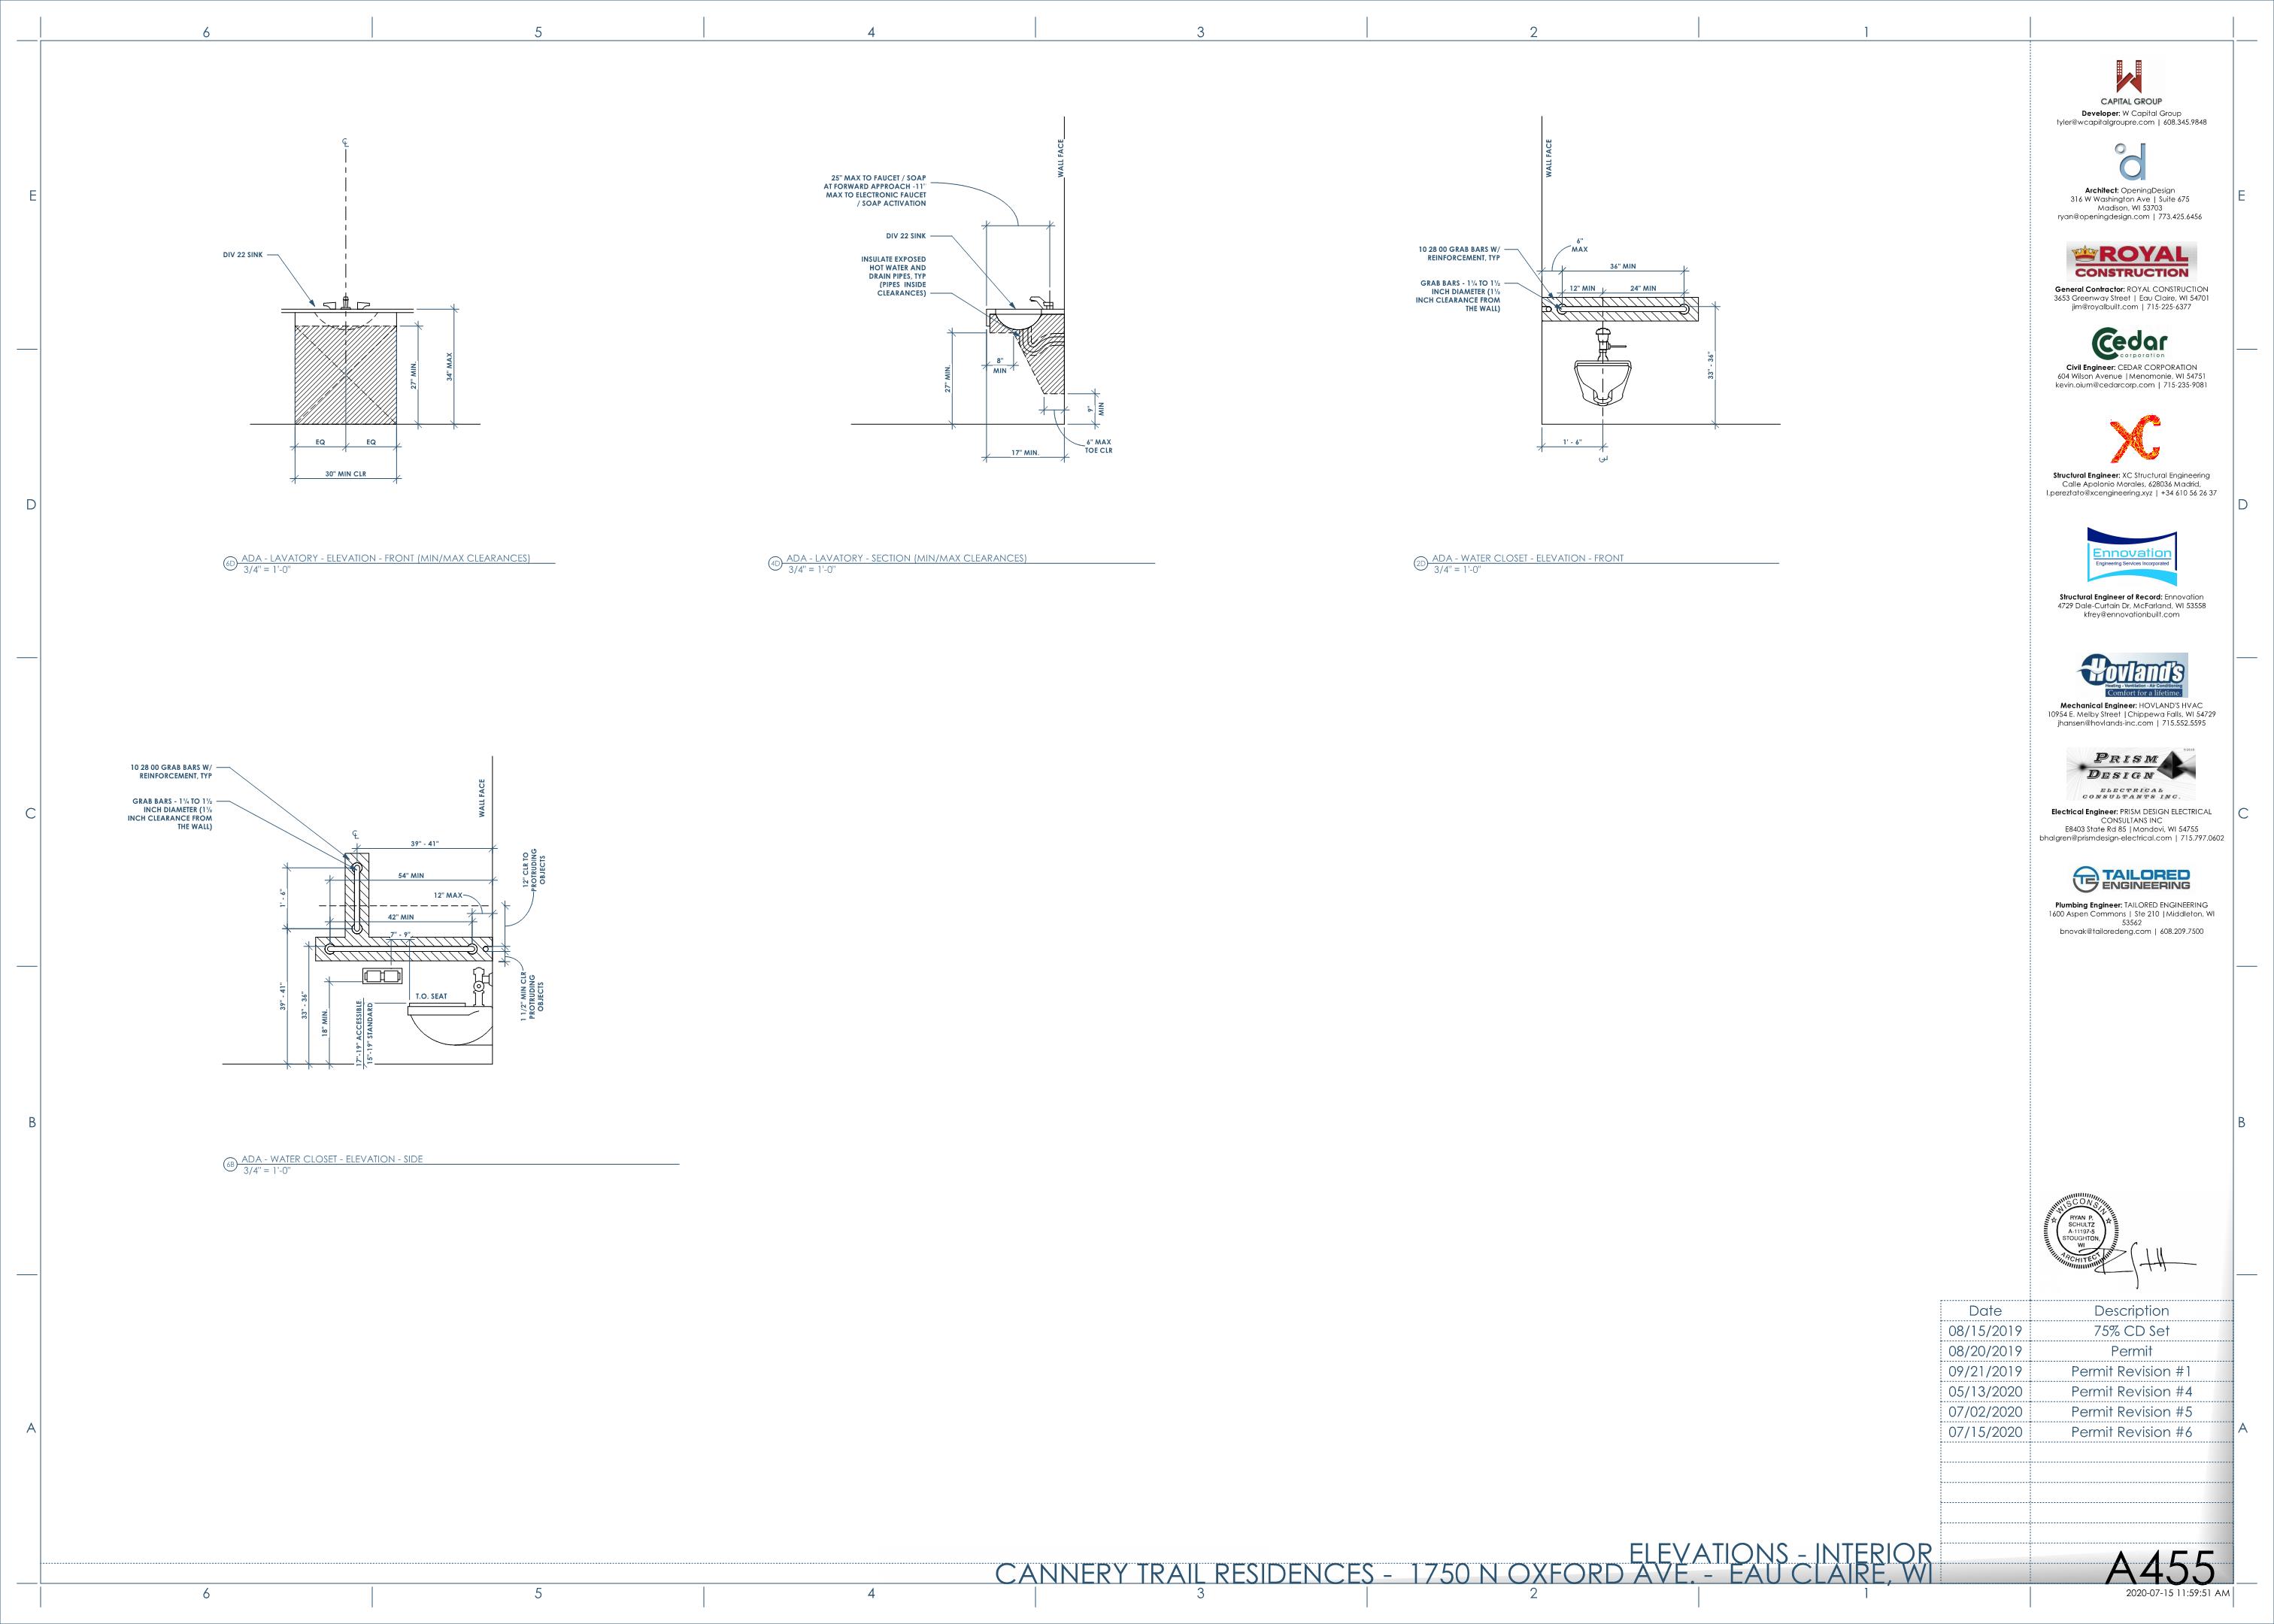 6 5 4 3 2 1
E
D
C
B
A
℄
DIV 22 SINK
27" MIN.
34" MAX
EQ EQ
30" MIN CLR
6D ADA - LAVATORY - ELEVATION - FRONT (MIN/MAX CLEARANCES)
3/4" = 1'-0"
WALL FACE
25" MAX TO FAUCET / SOAP
AT FORWARD APPROACH -11"
MAX TO ELECTRONIC FAUCET
/ SOAP ACTIVATION
DIV 22 SINK
INSULATE EXPOSED
HOT WATER AND
DRAIN PIPES, TYP
(PIPES INSIDE
CLEARANCES)
27" MIN.
8"
MIN
9"
MIN
6" MAX
TOE CLR
17" MIN.
4D ADA - LAVATORY - SECTION (MIN/MAX CLEARANCES)
3/4" = 1'-0"
WALL FACE
10 28 00 GRAB BARS W/
REINFORCEMENT, TYP
GRAB BARS - 1¼ TO 1½
INCH DIAMETER (1½
INCH CLEARANCE FROM
THE WALL)
6"
MAX
36" MIN
12" MIN 24" MIN
33" - 36"
1' - 6"
℄
2D ADA - WATER CLOSET - ELEVATION - FRONT
3/4" = 1'-0"
10 28 00 GRAB BARS W/
REINFORCEMENT, TYP
GRAB BARS - 1¼ TO 1½
INCH DIAMETER (1½
INCH CLEARANCE FROM
THE WALL)
WALL FACE
℄
39" - 41"
54" MIN
12" MAX
42" MIN
7" - 9"
1' - 6"
12" CLR TO
PROTRUDING
OBJECTS
1 1/2" MIN CLR
PROTRUDING
OBJECTS
T.O. SEAT
39" - 41"
33" - 36"
18" MIN.
17"-19" ACCESSIBLE
15"-19" STANDARD
6B ADA - WATER CLOSET - ELEVATION - SIDE
3/4" = 1'-0"
W
CAPITAL GROUP
Developer: W Capital Group
tyler@wcapitalgroupre.com | 608.345.9848
d
Architect: OpeningDesign
316 W Washington Ave | Suite 675
Madison, WI 53703
ryan@openingdesign.com | 773.425.6456
ROYAL
CONSTRUCTION
General Contractor: ROYAL CONSTRUCTION
3653 Greenway Street | Eau Claire, WI 54701
jim@royalbuilt.com | 715-225-6377
Cedar
corporation
Civil Engineer: CEDAR CORPORATION
604 Wilson Avenue |Menomonie, WI 54751
kevin.oium@cedarcorp.com | 715-235-9081
XC
Structural Engineer: XC Structural Engineering
Calle Apolonio Morales, 628036 Madrid,
l.pereztato@xcengineering.xyz | +34 610 56 26 37
Ennovation
Engineering Services Incorporated
Structural Engineer of Record: Ennovation
4729 Dale-Curtain Dr, McFarland, WI 53558
kfrey@ennovationbuilt.com
Hovland's
Heating - Ventilation - Air Conditioning
Comfort for a lifetime.
Mechanical Engineer: HOVLAND'S HVAC
10954 E. Melby Street |Chippewa Falls, WI 54729
jhansen@hovlands-inc.com | 715.552.5595
PRISM
DESIGN
ELECTRICAL
CONSULTANTS INC.
Electrical Engineer: PRISM DESIGN ELECTRICAL
CONSULTANS INC
E8403 State Rd 85 |Mondovi, WI 54755
bhalgren@prismdesign-electrical.com | 715.797.0602
TE TAILORED
ENGINEERING
Plumbing Engineer: TAILORED ENGINEERING
1600 Aspen Commons | Ste 210 |Middleton, WI
53562
bnovak@tailoredeng.com | 608.209.7500
WISCONSIN
RYAN P.
SCHULTZ
A-11197-5
STOUGHTON,
WI
ARCHITECT
Date Description
08/15/2019 75% CD Set
08/20/2019 Permit
09/21/2019 Permit Revision #1
05/13/2020 Permit Revision #4
07/02/2020 Permit Revision #5
07/15/2020 Permit Revision #6
E
D
C
B
A
ELEVATIONS - INTERIOR
CANNERY TRAIL RESIDENCES - 1750 N OXFORD AVE. - EAU CLAIRE, WI
A455
2020-07-15 11:59:51 AM
6 5 4 3 2 1